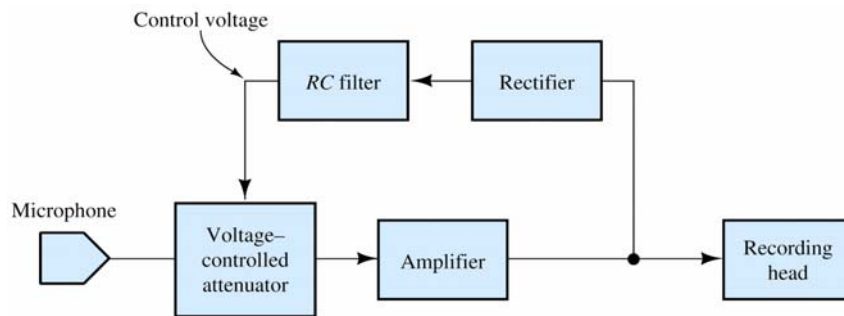 Control voltage
RC filter
Rectifier
Microphone
Voltage–
controlled
attenuator
Amplifier
Recording
head